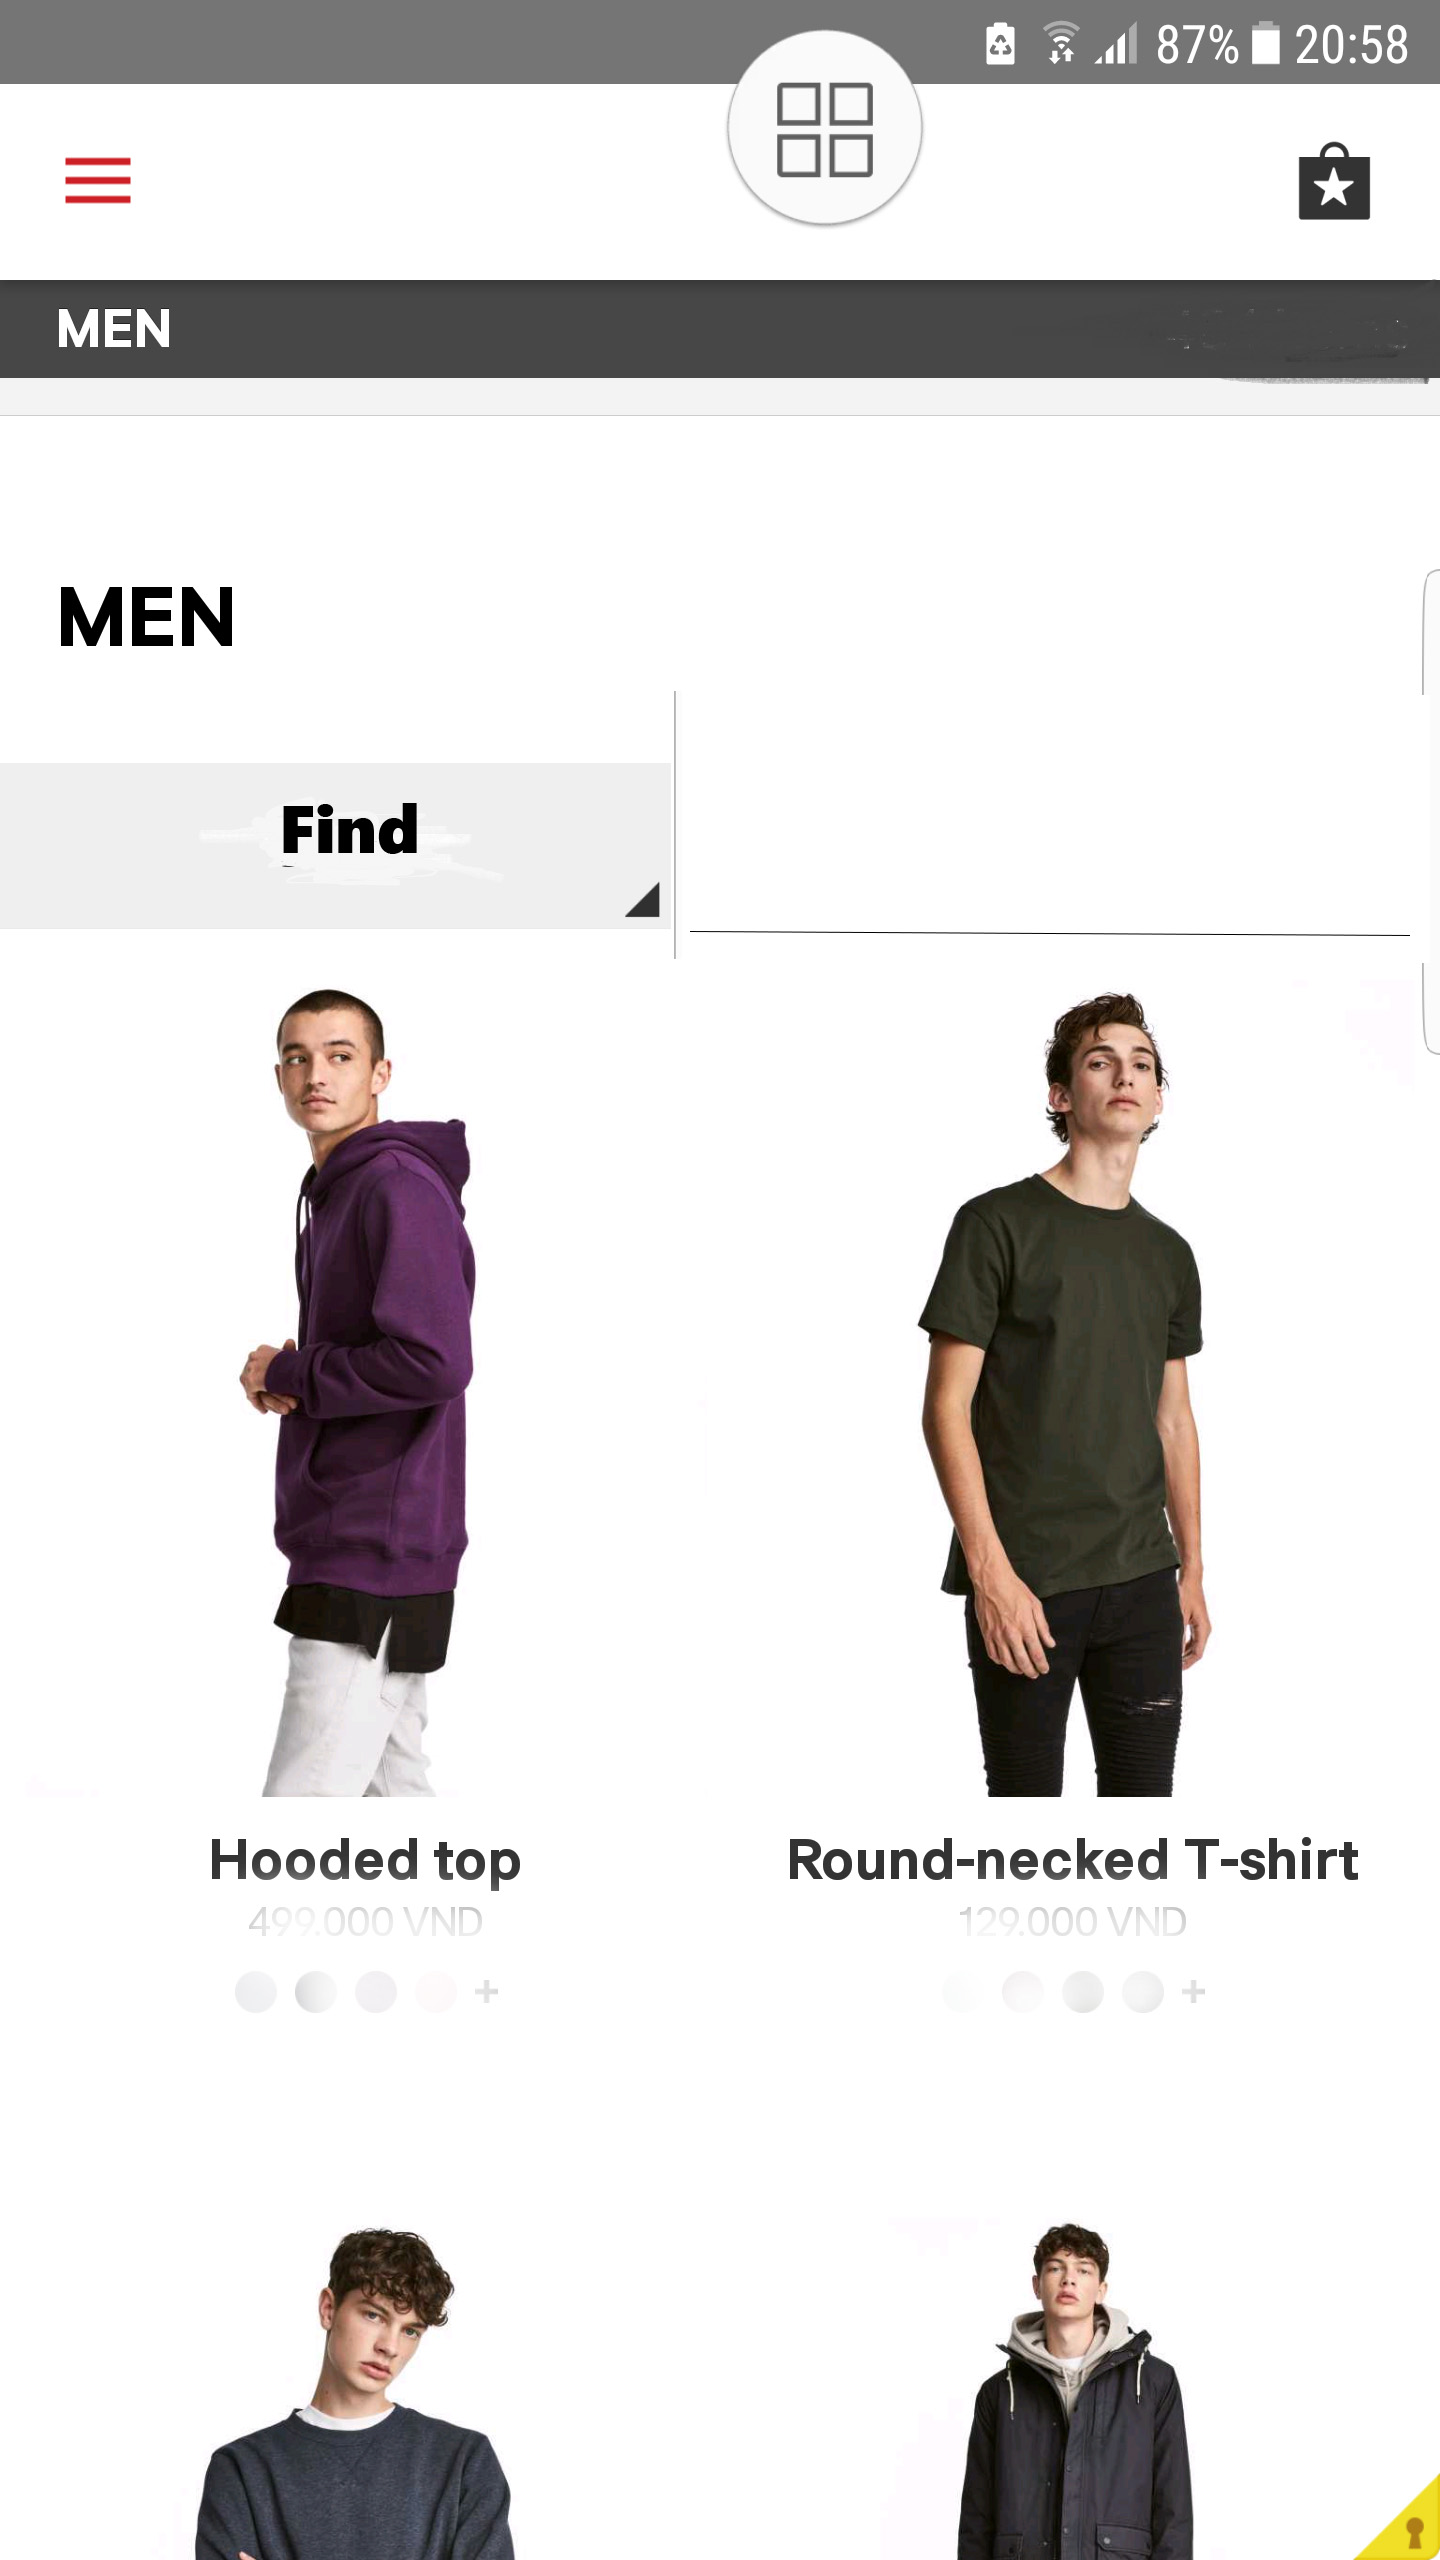 87% 20:58
MEN
MEN
Find
Hooded top
Round-necked T-shirt
499.000 VND
129.000 VND